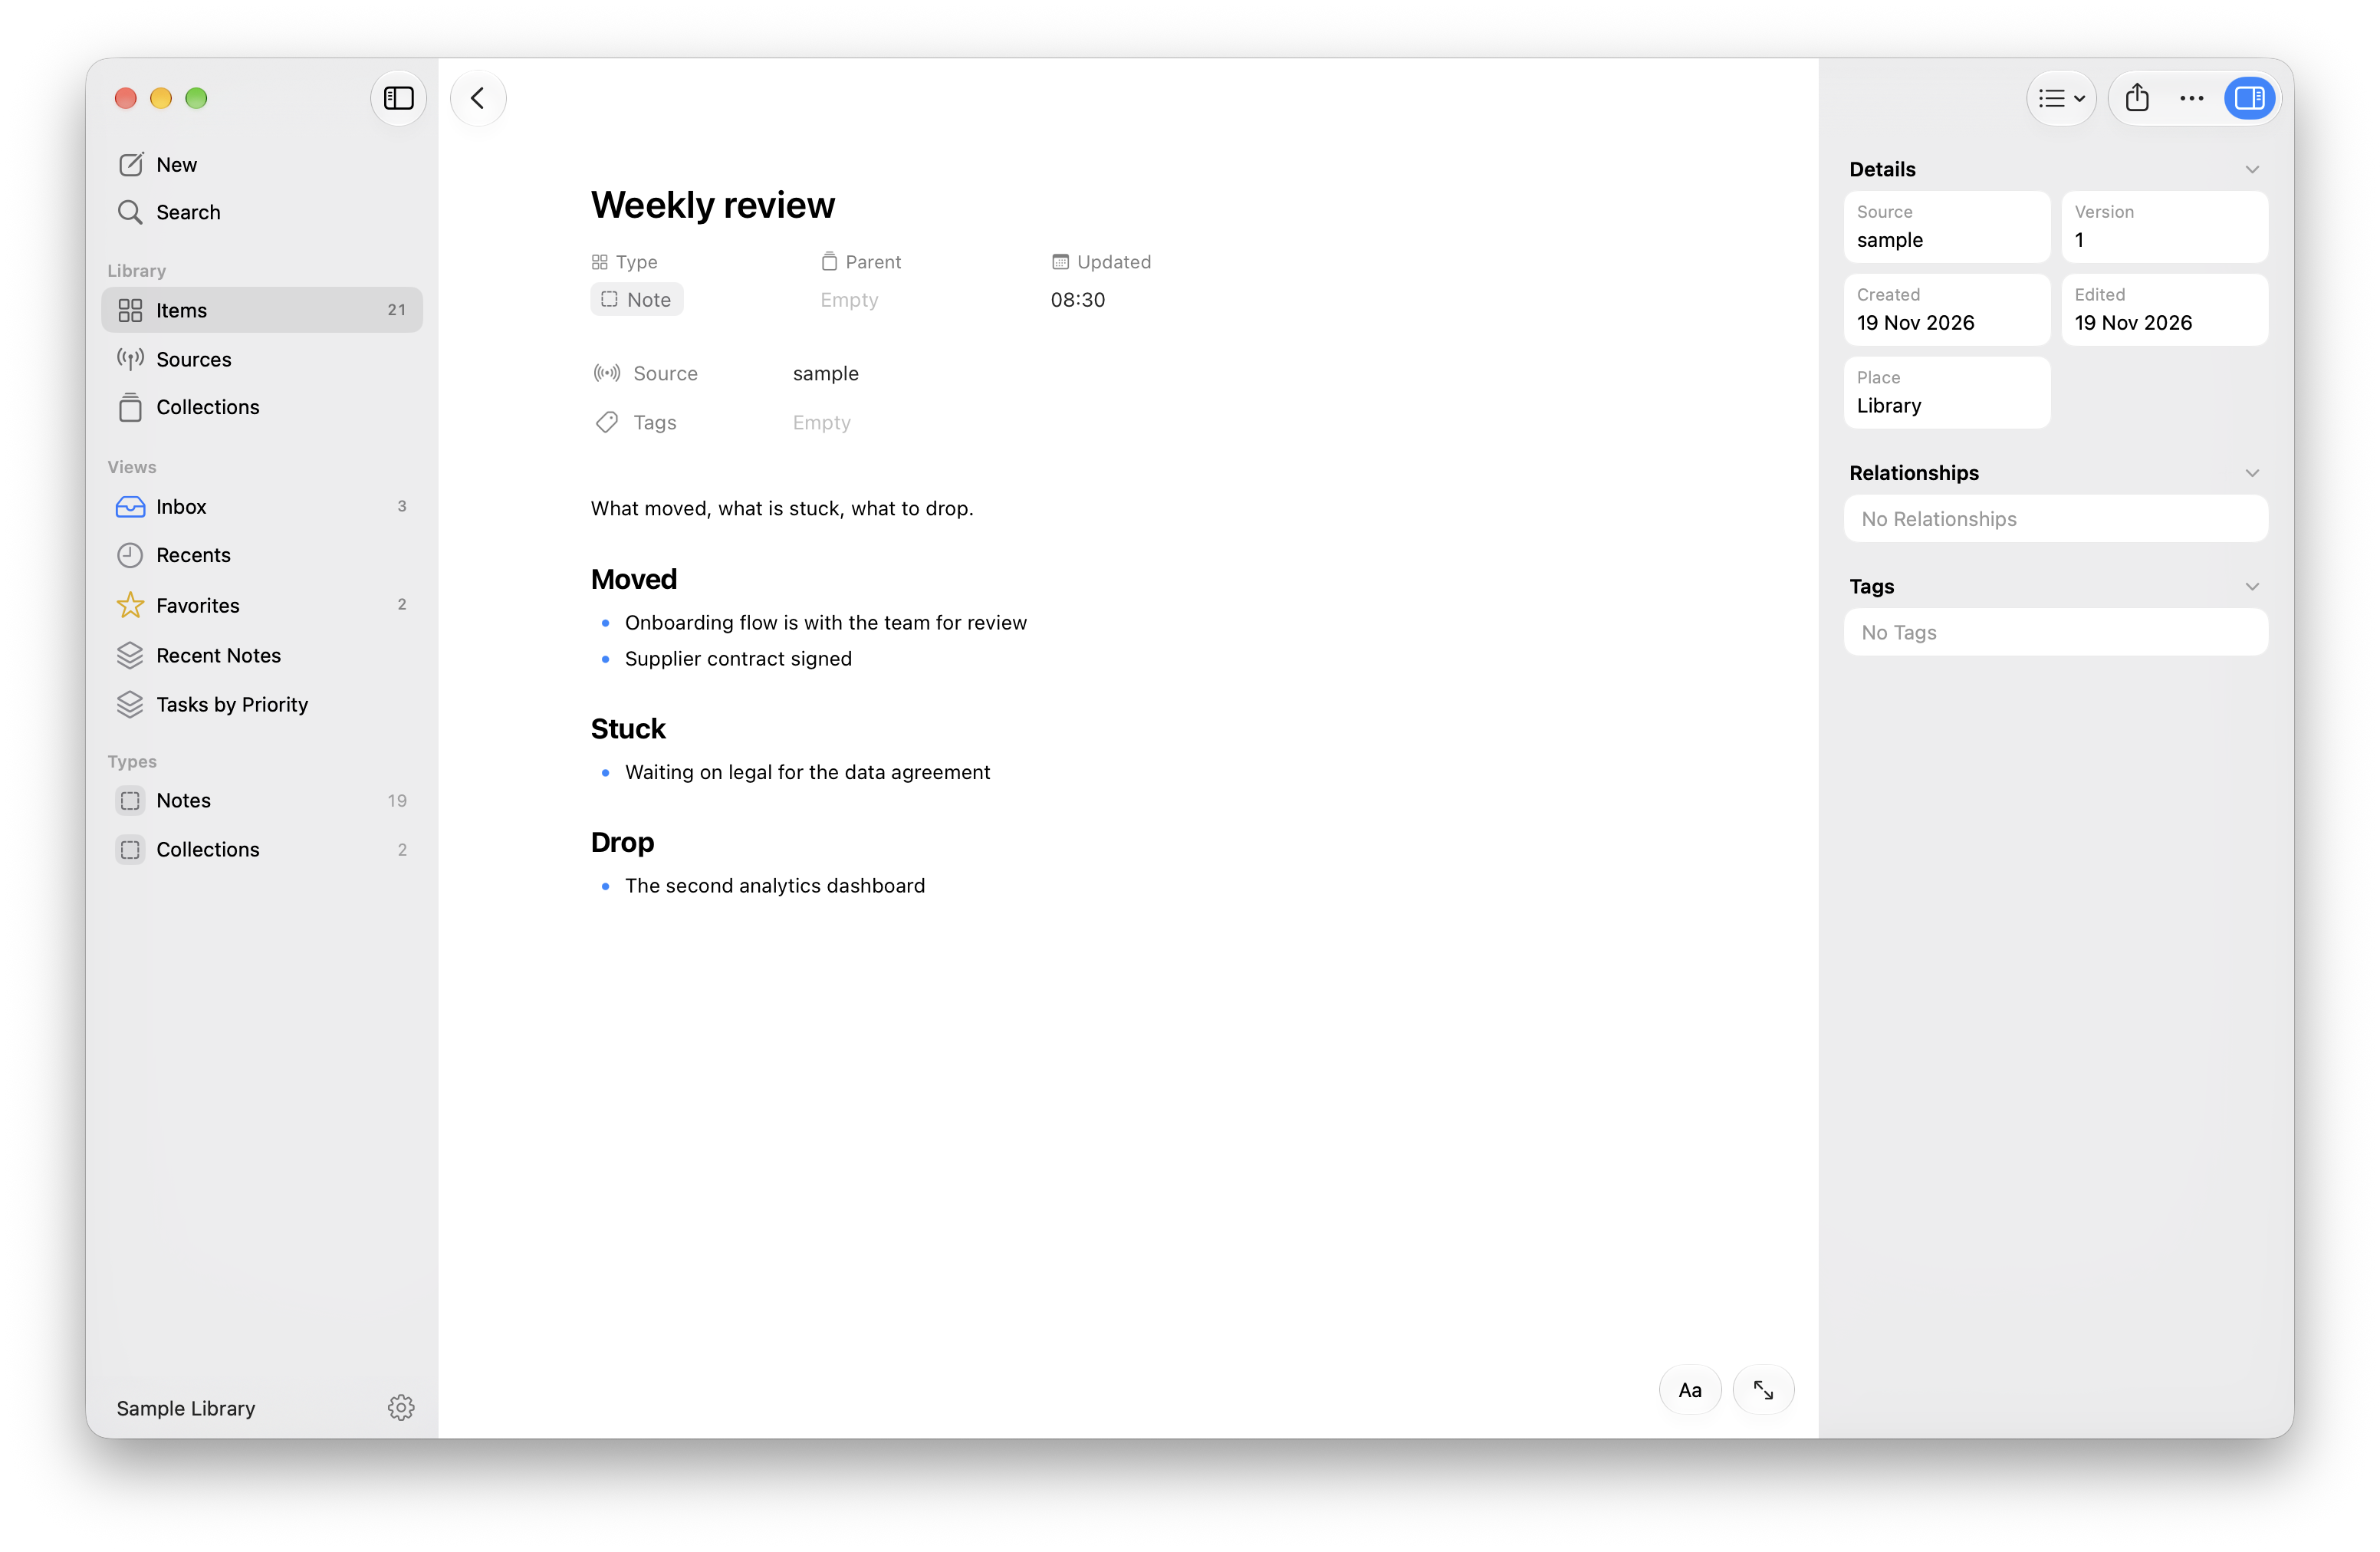 New
Search
Library
Items 21
Sources
Collections
Views
Inbox 3
Recents
Favorites 2
Recent Notes
Tasks by Priority
Types
Notes 19
Collections 2
Sample Library
Weekly review
Type Parent Updated
Note Empty 08:30
Source sample
Tags Empty
What moved, what is stuck, what to drop.
Moved
• Onboarding flow is with the team for review
• Supplier contract signed
Stuck
• Waiting on legal for the data agreement
Drop
• The second analytics dashboard
Aa
Details
Source Version
sample 1
Created Edited
19 Nov 2026 19 Nov 2026
Place
Library
Relationships
No Relationships
Tags
No Tags